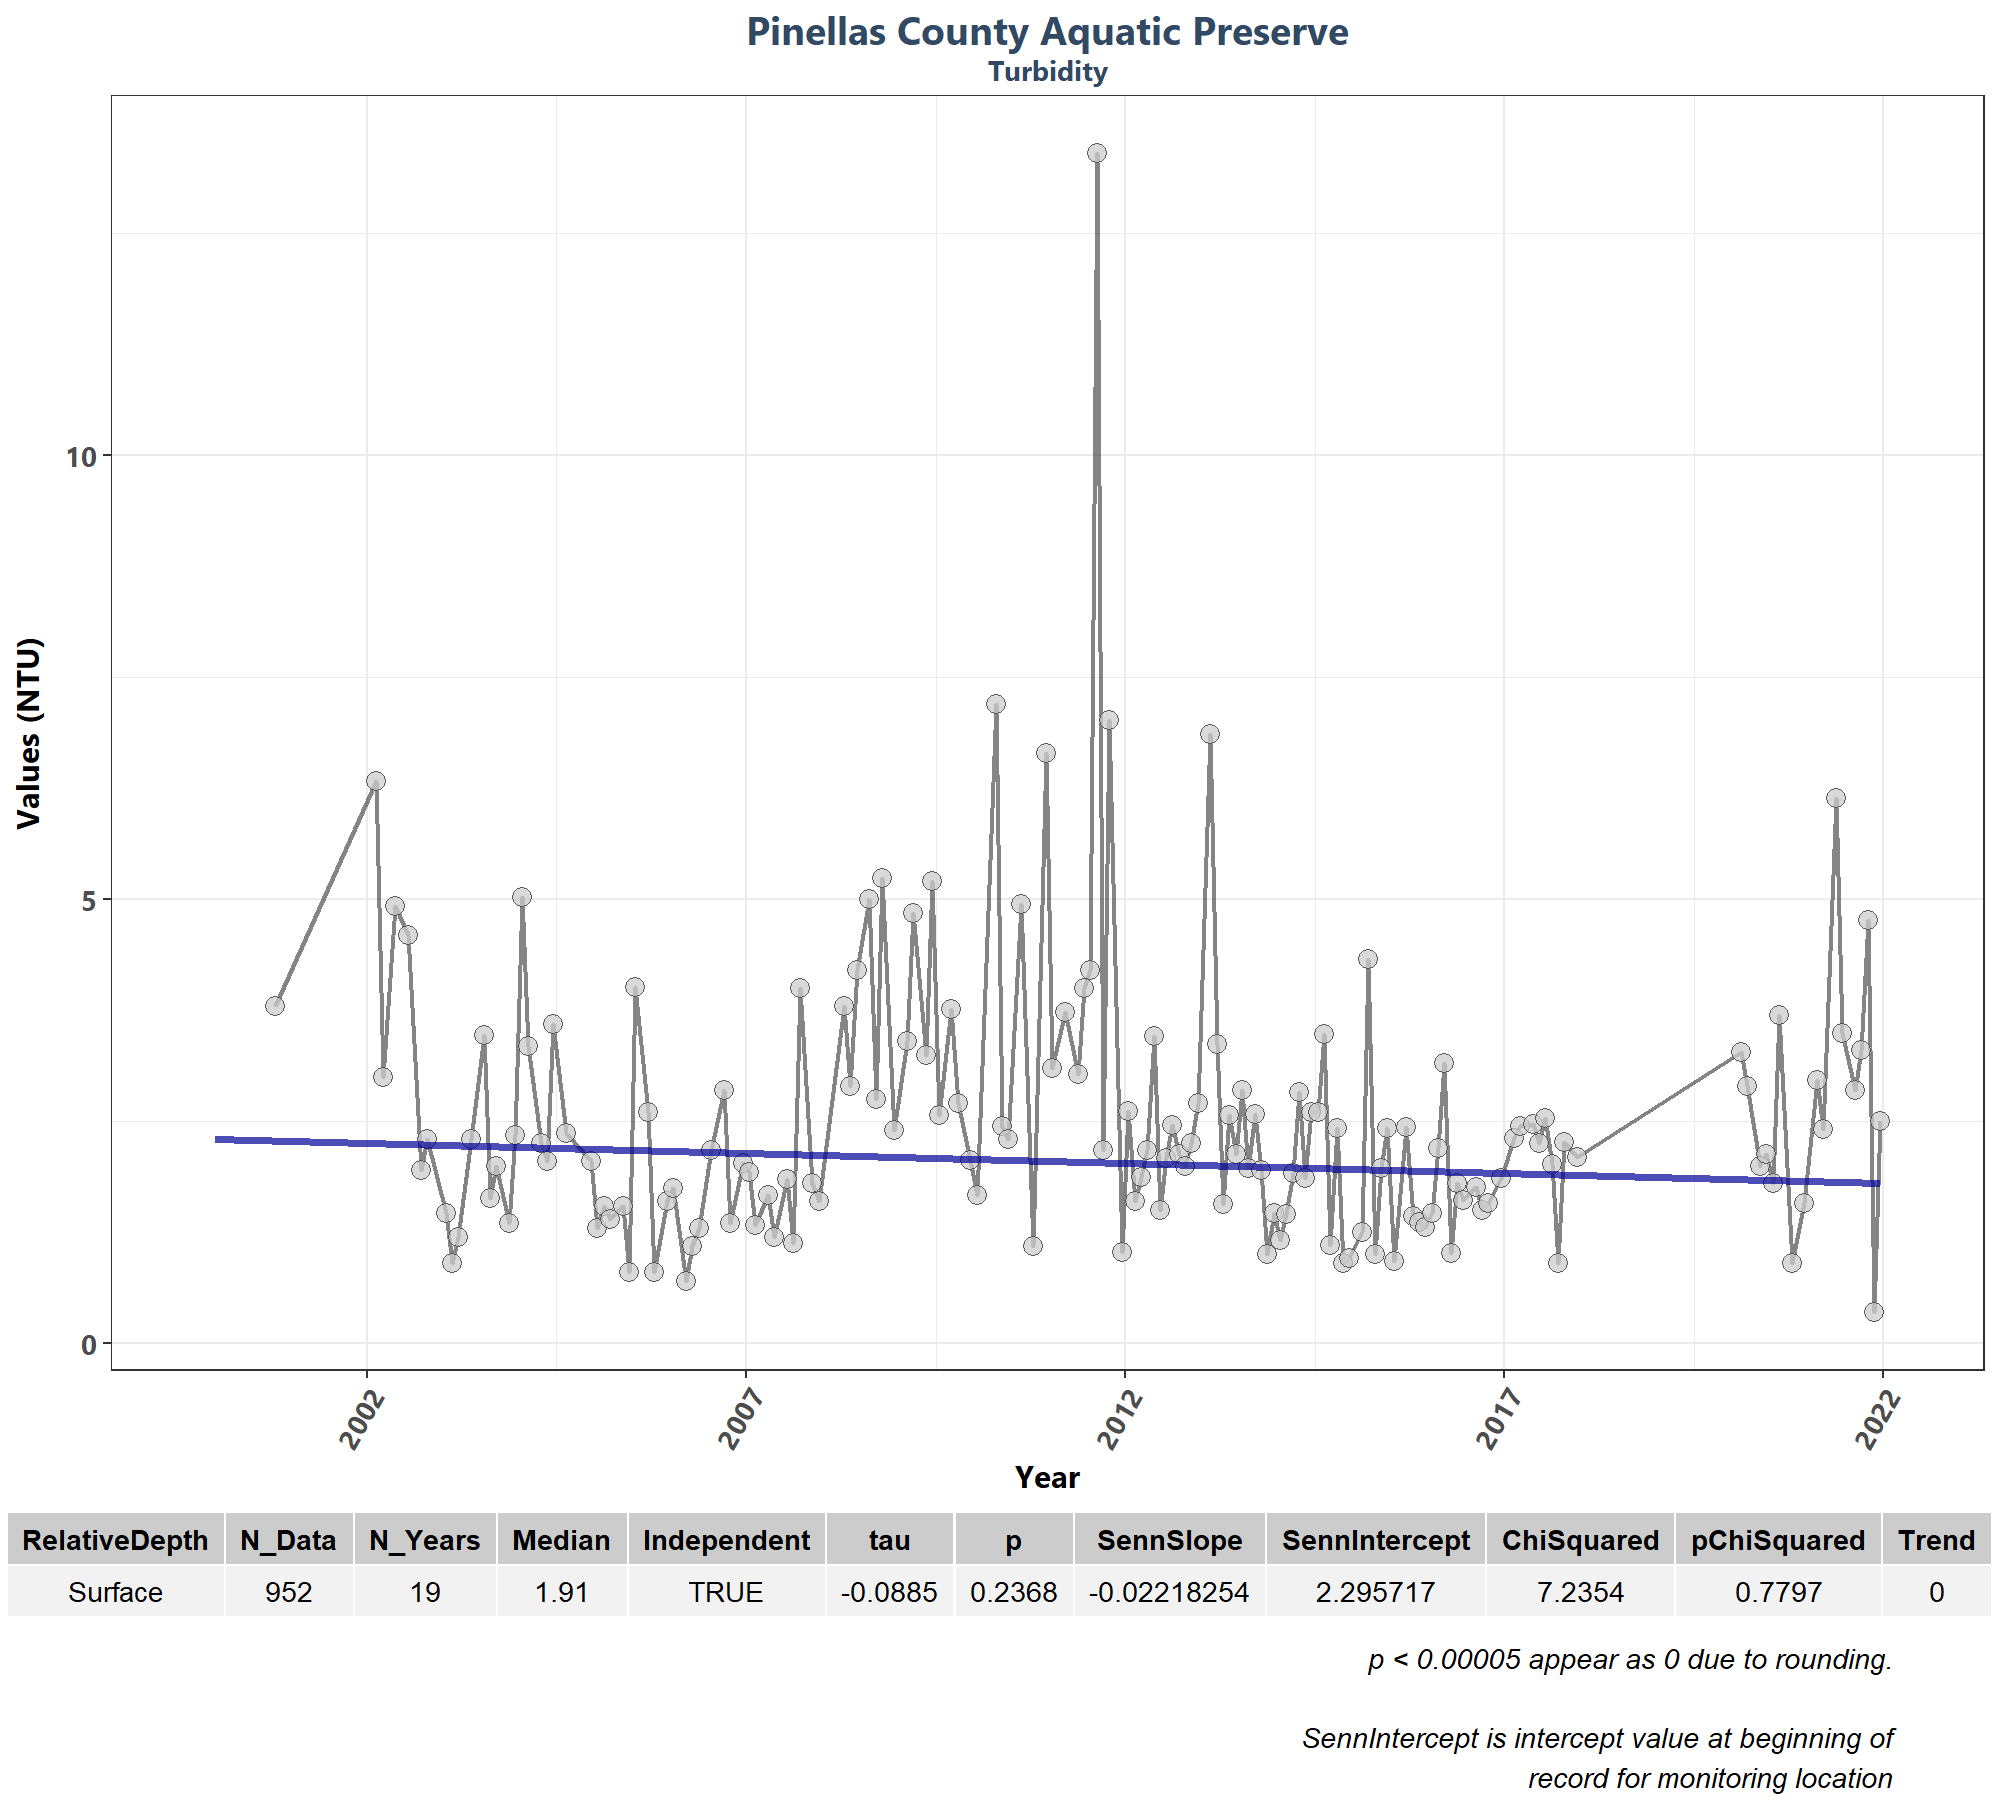 Pinellas County Aquatic Preserve
Turbidity
Values (NTU)
10
5
0
2002
2007
2012
2017
2022
Year
RelativeDepth N_Data N_Years Median Independent tau p SennSlope SennIntercept ChiSquared pChiSquared Trend
Surface 952 19 1.91 TRUE -0.0885 0.2368 -0.02218254 2.295717 7.2354 0.7797 0
p < 0.00005 appear as 0 due to rounding.
SennIntercept is intercept value at beginning of
record for monitoring location